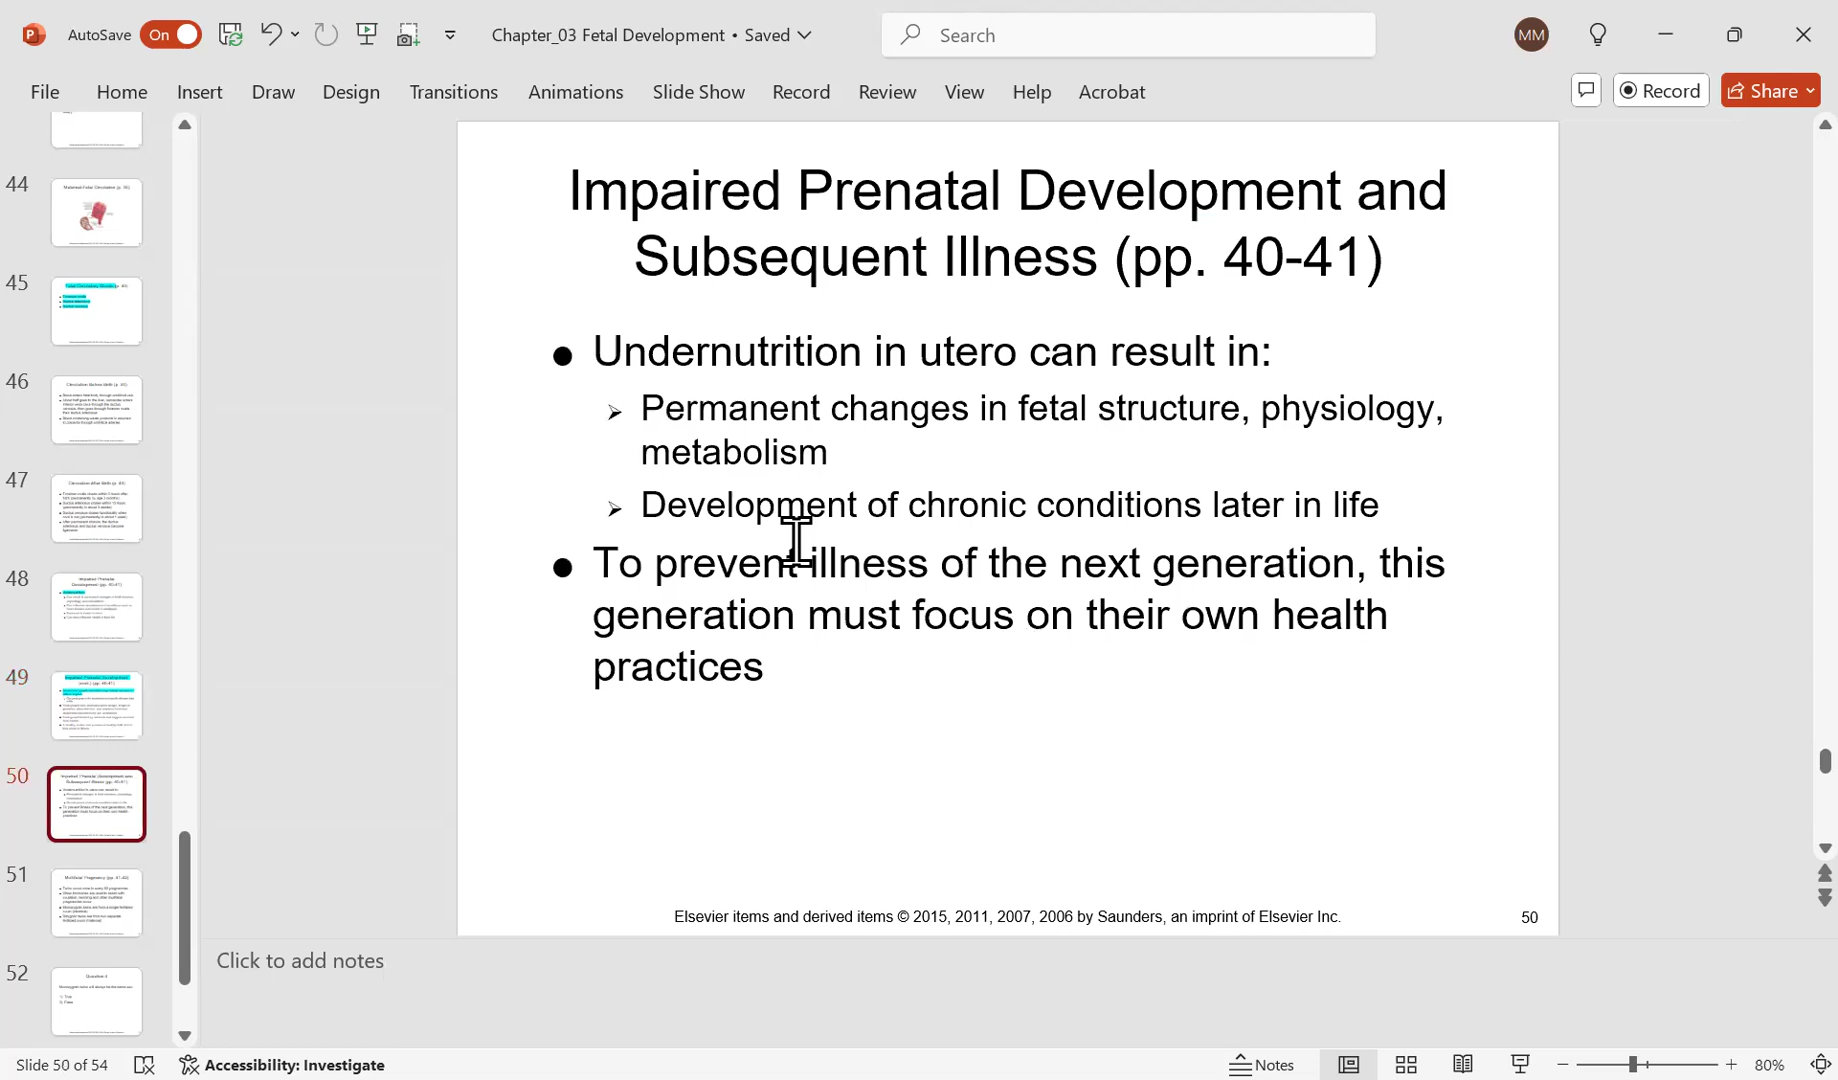 P
AutoSave
On
Chapter_03 Fetal Development • Saved
Search
MM
File Home Insert Draw Design Transitions Animations Slide Show Record Review View Help Acrobat
Record
Share
44
45
46
47
48
49
50
51
52
Impaired Prenatal Development and
Subsequent Illness (pp. 40-41)
● Undernutrition in utero can result in:
➢ Permanent changes in fetal structure, physiology,
metabolism
➢ Development of chronic conditions later in life
● To prevent illness of the next generation, this
generation must focus on their own health
practices
Elsevier items and derived items © 2015, 2011, 2007, 2006 by Saunders, an imprint of Elsevier Inc.
50
Click to add notes
Slide 50 of 54
Accessibility: Investigate
Notes
80%